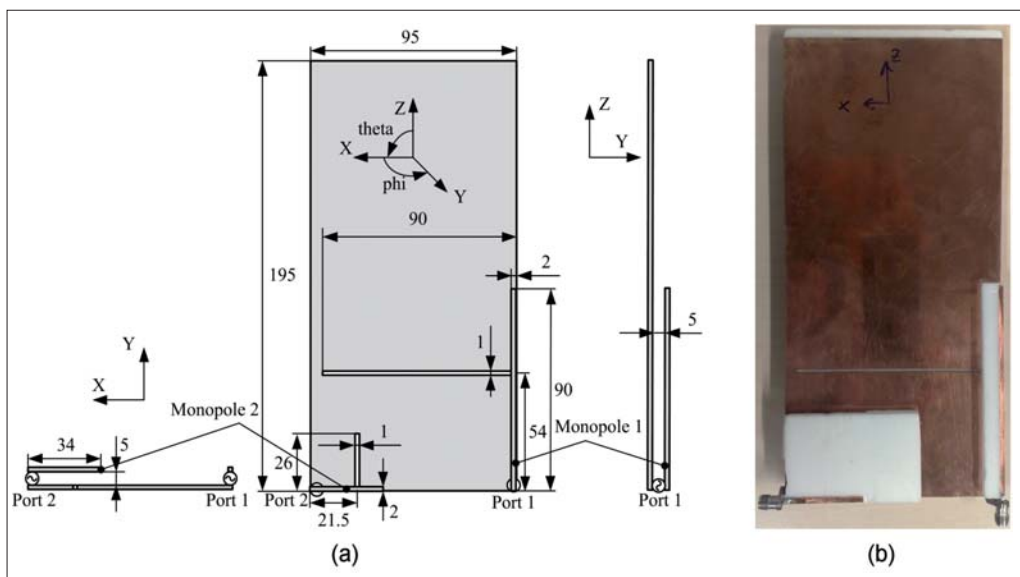 95
Z
theta
X
phi
Y
Z
Y
90
195
2
1
5
90
54
Y
X
Monopole 2
34
5
1
26
Monopole 1
Port 2
Port 1
Port 2
21.5
2
Port 1
Port 1
(a)
z
x
(b)